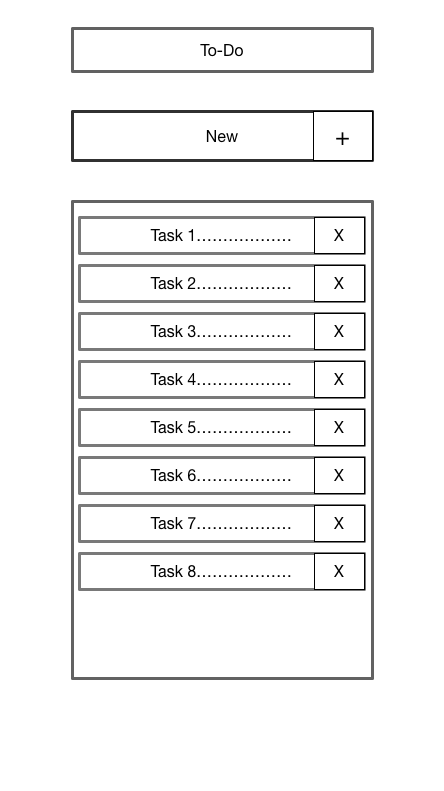 To-Do
New +
Task 1.................. X
Task 2.................. X
Task 3.................. X
Task 4.................. X
Task 5.................. X
Task 6.................. X
Task 7.................. X
Task 8.................. X